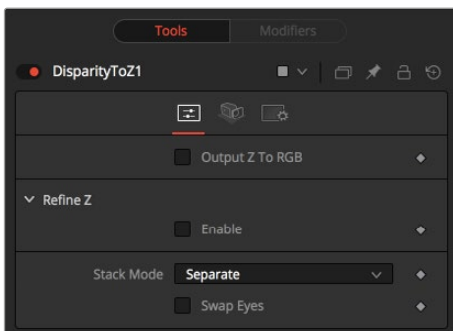 Tools Modifiers
DisparityToZ1
Output Z To RGB
Refine Z
Enable
Stack Mode Separate
Swap Eyes